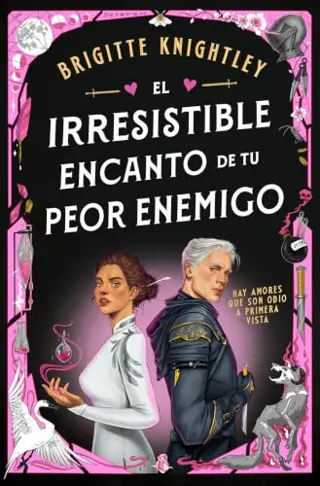 BRIGITTE KNIGHTLEY
EL
IRRESISTIBLE
ENCANTO DE TU
PEOR ENEMIGO
HAY AMORES
QUE SON ODIO
A PRIMERA
VISTA